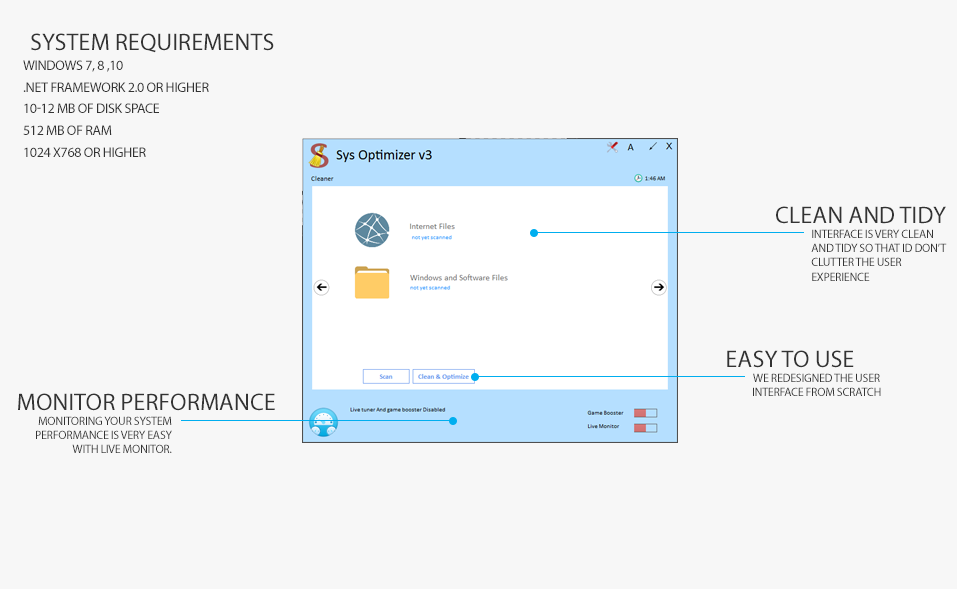 SYSTEM REQUIREMENTS
WINDOWS 7, 8 ,10
.NET FRAMEWORK 2.0 OR HIGHER
10-12 MB OF DISK SPACE
512 MB OF RAM
1024 X768 OR HIGHER
Sys Optimizer v3
A
X
Cleaner
1:46 AM
Internet Files
not yet scanned
Windows and Software Files
not yet scanned
Scan
Clean & Optimize
Live tuner And game booster Disabled
Game Booster
Live Monitor
CLEAN AND TIDY
INTERFACE IS VERY CLEAN
AND TIDY SO THAT ID DON'T
CLUTTER THE USER
EXPERIENCE
EASY TO USE
WE REDESIGNED THE USER
INTERFACE FROM SCRATCH
MONITOR PERFORMANCE
MONITORING YOUR SYSTEM
PERFORMANCE IS VERY EASY
WITH LIVE MONITOR.